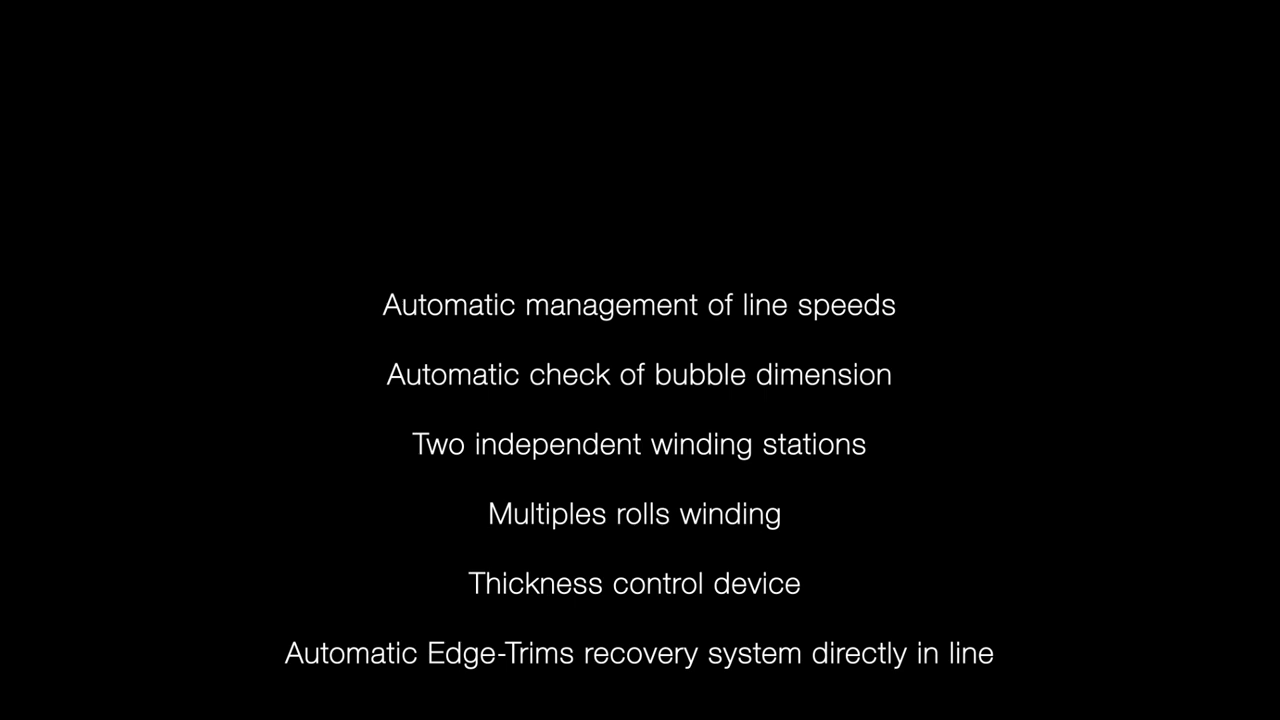 Automatic management of line speeds
Automatic check of bubble dimension
Two independent winding stations
Multiples rolls winding
Thickness control device
Automatic Edge-Trims recovery system directly in line